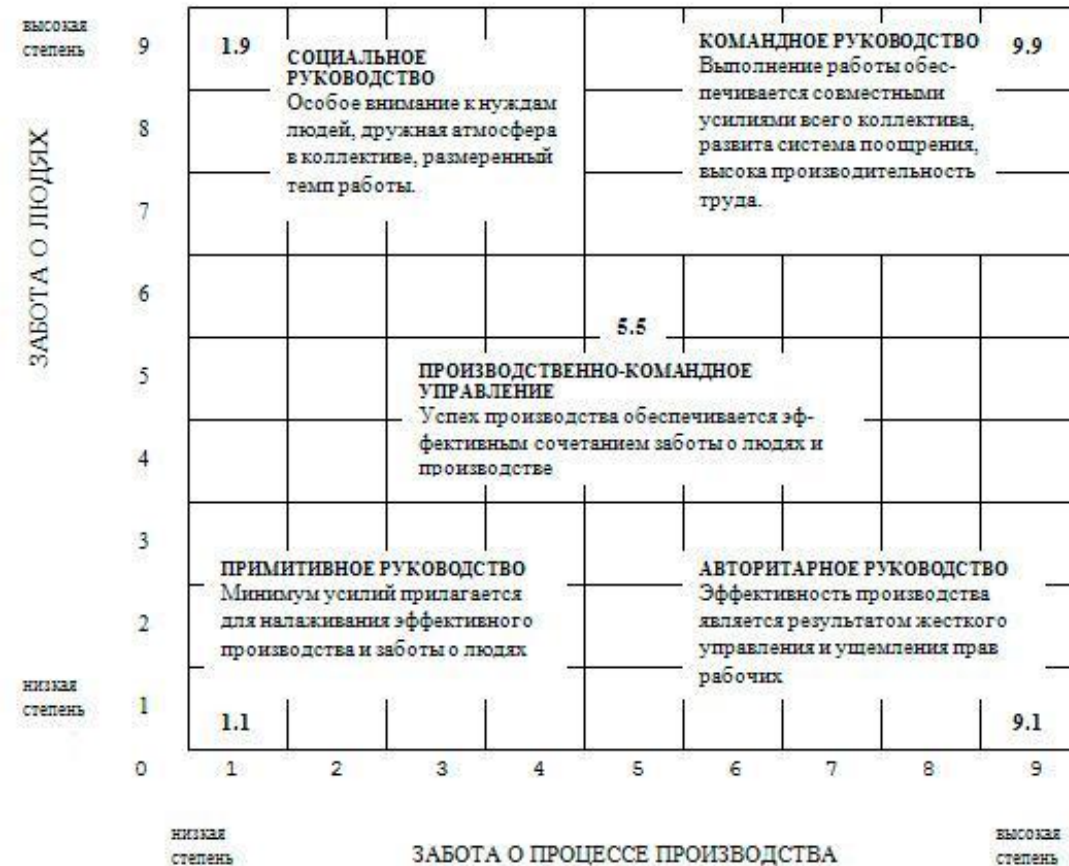 высокая
степень
9
1.9
СОЦИАЛЬНОЕ
РУКОВОДСТВО
Особое внимание к нуждам
людей, дружная атмосфера
в коллективе, размеренный
темп работы.
КОМАНДНОЕ РУКОВОДСТВО
9.9
Выполнение работы обес-
печивается совместными
усилиями всего коллектива,
развита система поощрения,
высока производительность
труда.
ЗАБОТА О ЛЮДЯХ
8
7
6
5
4
3
2
1
0
5.5
ПРОИЗВОДСТВЕННО-КОМАНДНОЕ
УПРАВЛЕНИЕ
Успех производства обеспечивается эф-
фективным сочетанием заботы о людях и
производстве
ПРИМИТИВНОЕ РУКОВОДСТВО
Минимум усилий прилагается
для налаживания эффективного
производства и заботы о людях
1.1
АВТОРИТАРНОЕ РУКОВОДСТВО
Эффективность производства
является результатом жесткого
управления и ущемления прав
рабочих
9.1
низкая
степень
1 2 3 4 5 6 7 8 9
низкая
степень
ЗАБОТА О ПРОЦЕССЕ ПРОИЗВОДСТВА
высокая
степень